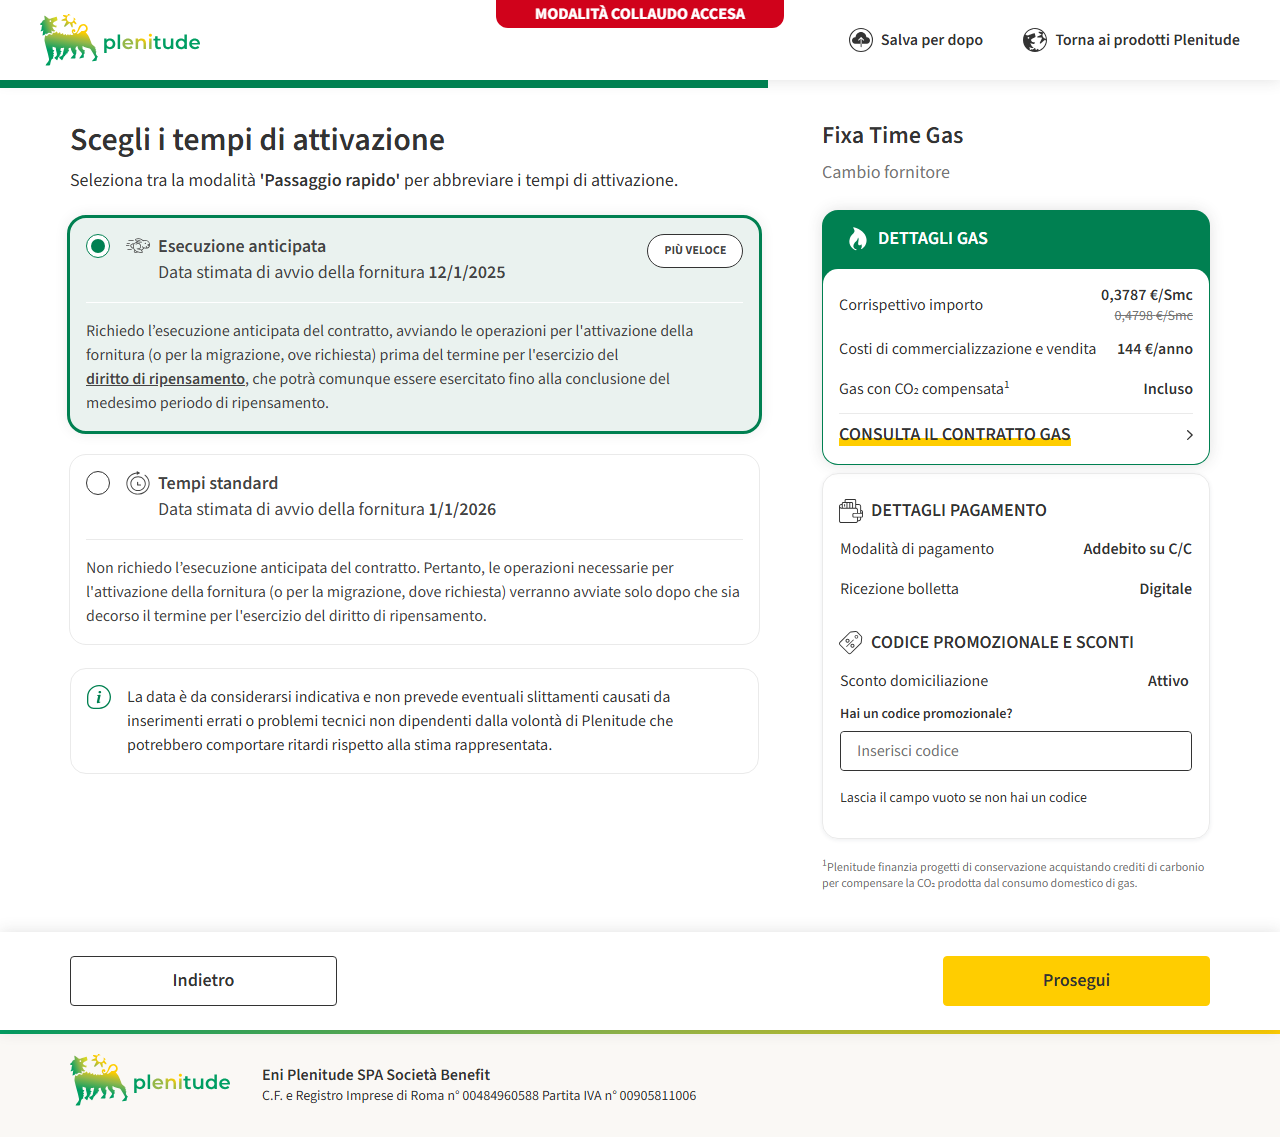 MODALITÀ COLLAUDO ACCESA
plenitude
Salva per dopo
Torna ai prodotti Plenitude
Scegli i tempi di attivazione
Seleziona tra la modalità 'Passaggio rapido' per abbreviare i tempi di attivazione.
Esecuzione anticipata
PIÙ VELOCE
Data stimata di avvio della fornitura 12/1/2025
Richiedo l’esecuzione anticipata del contratto, avviando le operazioni per l'attivazione della
fornitura (o per la migrazione, ove richiesta) prima del termine per l'esercizio del
diritto di ripensamento, che potrà comunque essere esercitato fino alla conclusione del
medesimo periodo di ripensamento.
Tempi standard
Data stimata di avvio della fornitura 1/1/2026
Non richiedo l’esecuzione anticipata del contratto. Pertanto, le operazioni necessarie per
l'attivazione della fornitura (o per la migrazione, dove richiesta) verranno avviate solo dopo che sia
decorso il termine per l'esercizio del diritto di ripensamento.
La data è da considerarsi indicativa e non prevede eventuali slittamenti causati da
inserimenti errati o problemi tecnici non dipendenti dalla volontà di Plenitude che
potrebbero comportare ritardi rispetto alla stima rappresentata.
Fixa Time Gas
Cambio fornitore
DETTAGLI GAS
Corrispettivo importo
0,3787 €/Smc
0,4798 €/Smc
Costi di commercializzazione e vendita 144 €/anno
Gas con CO₂ compensata¹ Incluso
CONSULTA IL CONTRATTO GAS
DETTAGLI PAGAMENTO
Modalità di pagamento Addebito su C/C
Ricezione bolletta Digitale
CODICE PROMOZIONALE E SCONTI
Sconto domiciliazione Attivo
Hai un codice promozionale?
Inserisci codice
Lascia il campo vuoto se non hai un codice
¹Plenitude finanzia progetti di conservazione acquistando crediti di carbonio
per compensare la CO₂ prodotta dal consumo domestico di gas.
Indietro
Prosegui
plenitude
Eni Plenitude SPA Società Benefit
C.F. e Registro Imprese di Roma n° 00484960588 Partita IVA n° 00905811006